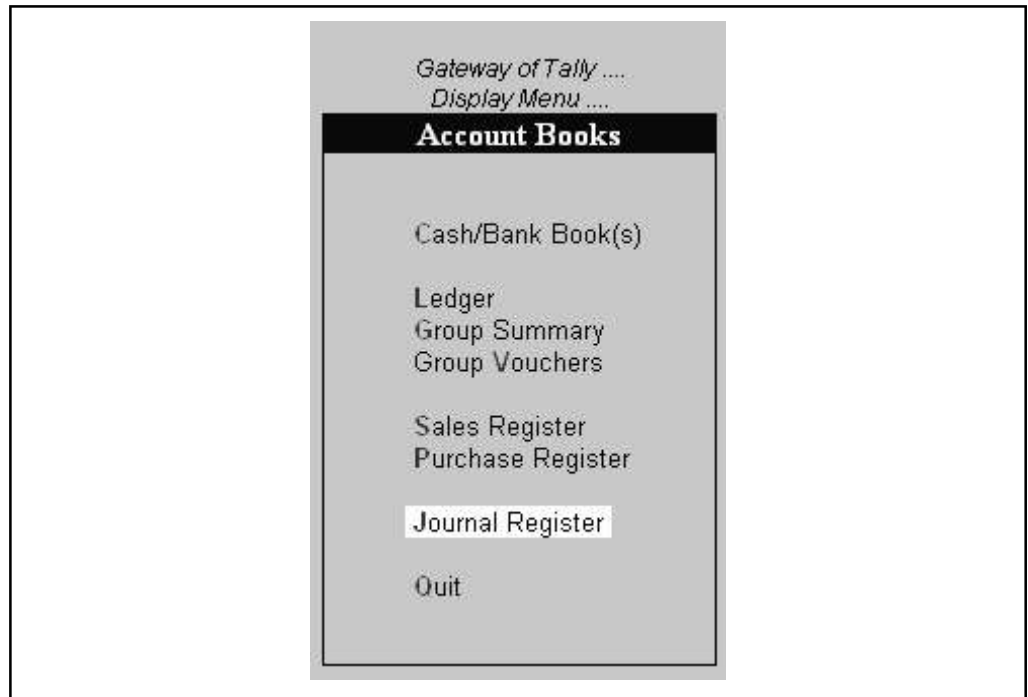 Gateway of Tally ....
Display Menu ....
Account Books
Cash/Bank Book(s)
Ledger
Group Summary
Group Vouchers
Sales Register
Purchase Register
Journal Register
Quit